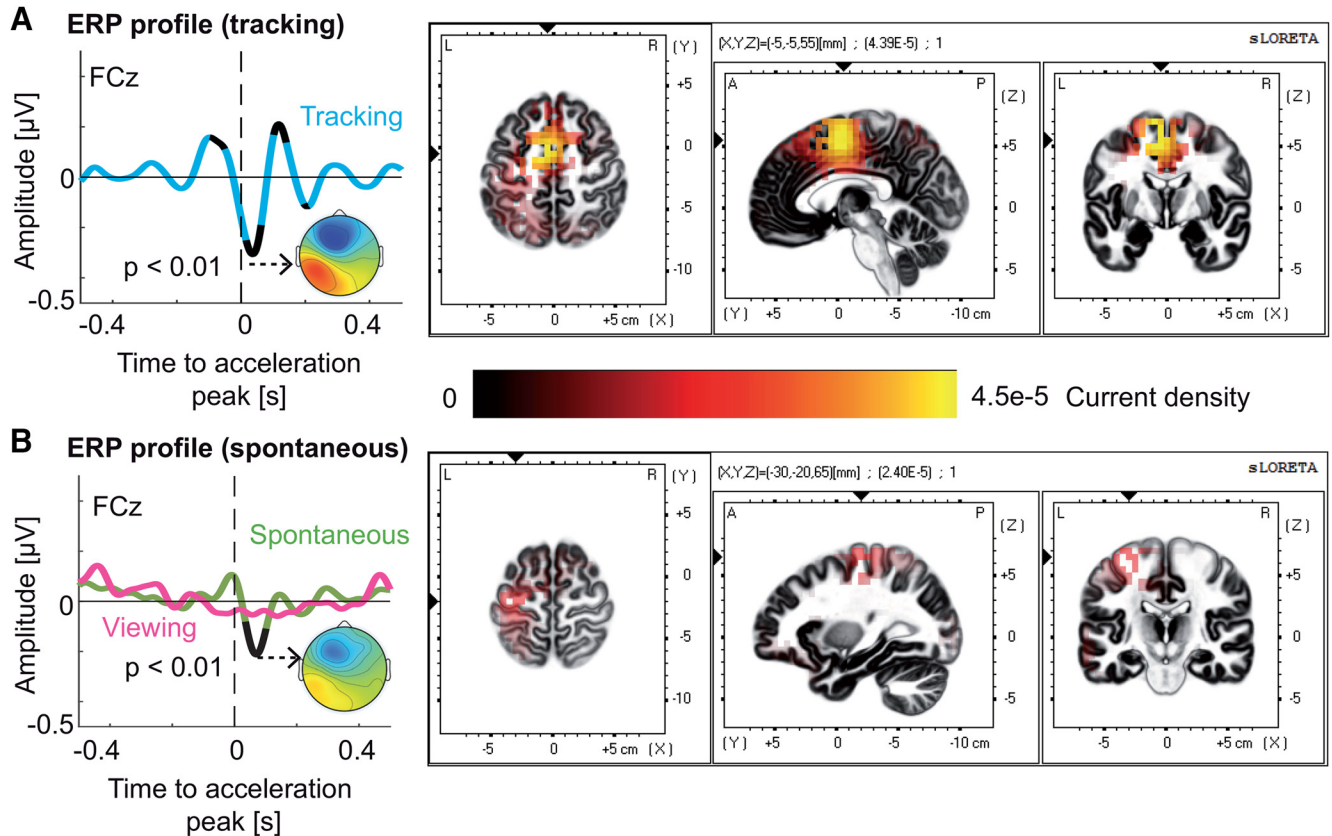 A
ERP profile (tracking)
Amplitude [µV]
FCz
Tracking
0
p < 0.01
-0.5
-0.4
0
0.4
Time to acceleration
peak [s]
(X,Y,Z)=(-5,-5,55)[mm] ; (4.39E-5) ; 1
sLORETA
L
R
(Y)
+5
0
-5
-10
-5
0
+5 cm
(X)
A
P
(Z)
+5
0
-5
(Y)
+5
0
-5
-10 cm
L
R
(Z)
+5
0
-5
-5
0
+5 cm
(X)
0
4.5e-5
Current density
B
ERP profile (spontaneous)
Amplitude [µV]
FCz
Spontaneous
0
Viewing
p < 0.01
-0.5
-0.4
0
0.4
Time to acceleration
peak [s]
(X,Y,Z)=(-30,-20,65)[mm] ; (2.40E-5) ; 1
sLORETA
L
R
(Y)
+5
0
-5
-10
-5
0
+5 cm
(X)
A
P
(Z)
+5
0
-5
(Y)
+5
0
-5
-10 cm
L
R
(Z)
+5
0
-5
-5
0
+5 cm
(X)